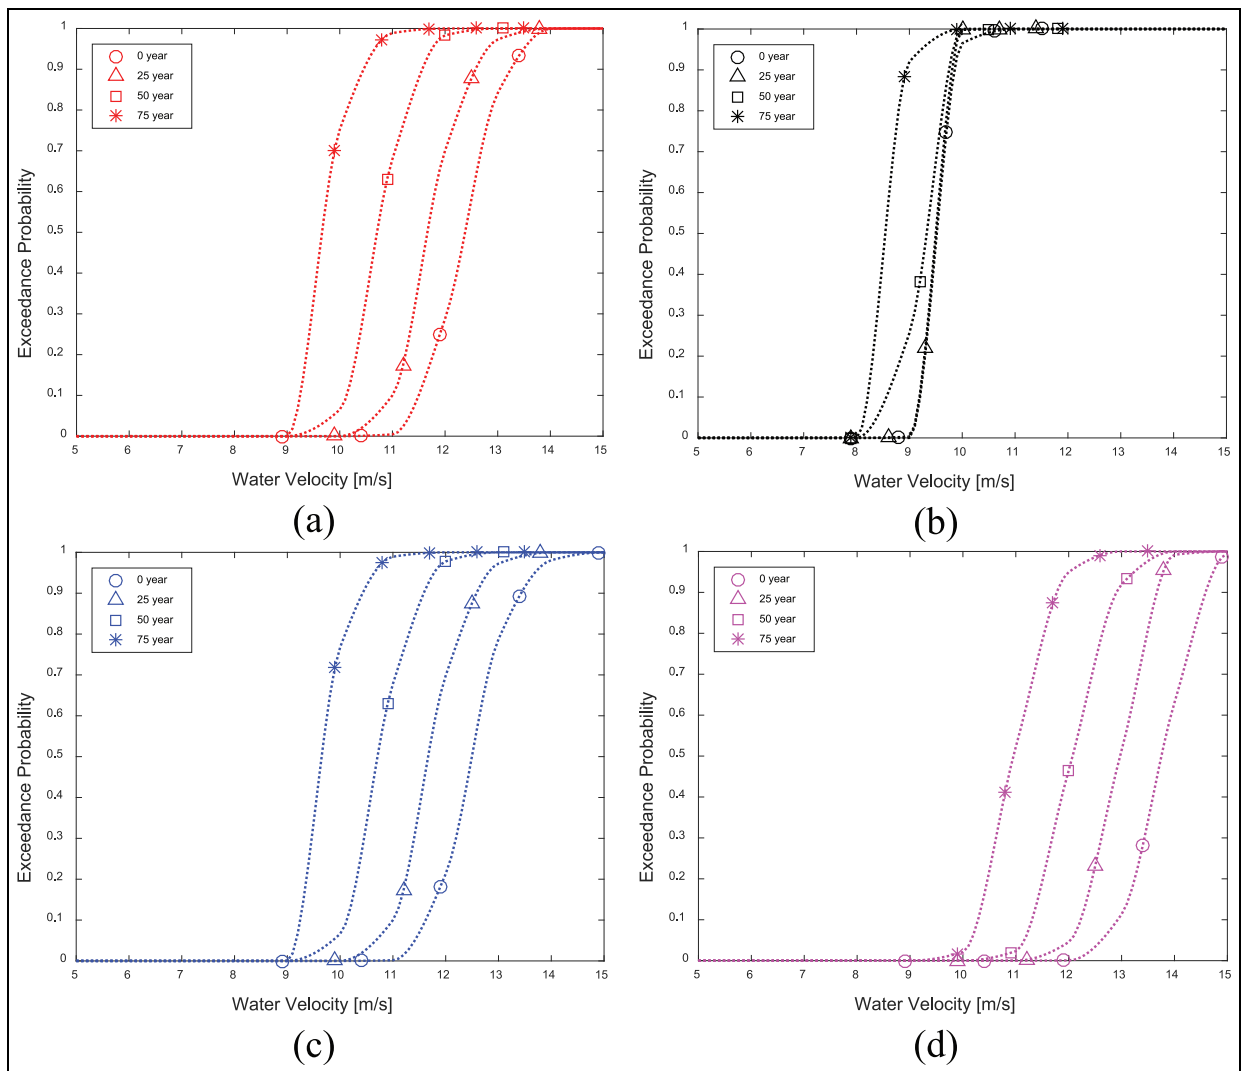 1
0.9
0.8
0.7
0.6
0.5
0.4
0.3
0.2
0.1
0
Exceedance Probability
0 year
25 year
50 year
75 year
5 6 7 8 9 10 11 12 13 14 15
Water Velocity [m/s]
(a)
1
0.9
0.8
0.7
0.6
0.5
0.4
0.3
0.2
0.1
0
Exceedance Probability
0 year
25 year
50 year
75 year
5 6 7 8 9 10 11 12 13 14 15
Water Velocity [m/s]
(b)
1
0.9
0.8
0.7
0.6
0.5
0.4
0.3
0.2
0.1
0
Exceedance Probability
0 year
25 year
50 year
75 year
5 6 7 8 9 10 11 12 13 14 15
Water Velocity [m/s]
(c)
1
0.9
0.8
0.7
0.6
0.5
0.4
0.3
0.2
0.1
0
Exceedance Probability
0 year
25 year
50 year
75 year
5 6 7 8 9 10 11 12 13 14 15
Water Velocity [m/s]
(d)